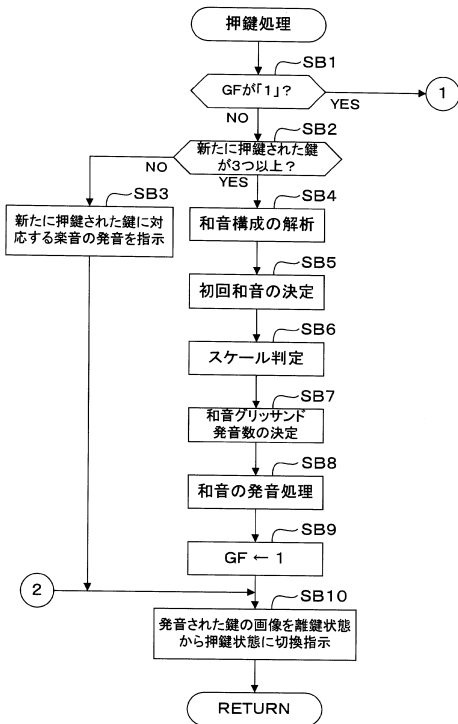 押鍵処理
SB1
GFが「1」?
YES
1
NO
SB2
新たに押鍵された鍵
が3つ以上?
NO
YES
SB3
新たに押鍵された鍵に対
応する楽音の発音を指示
SB4
和音構成の解析
SB5
初回和音の決定
SB6
スケール判定
SB7
和音グリッサンド
発音数の決定
SB8
和音の発音処理
SB9
GF ← 1
2
SB10
発音された鍵の画像を離鍵状態
から押鍵状態に切換指示
RETURN